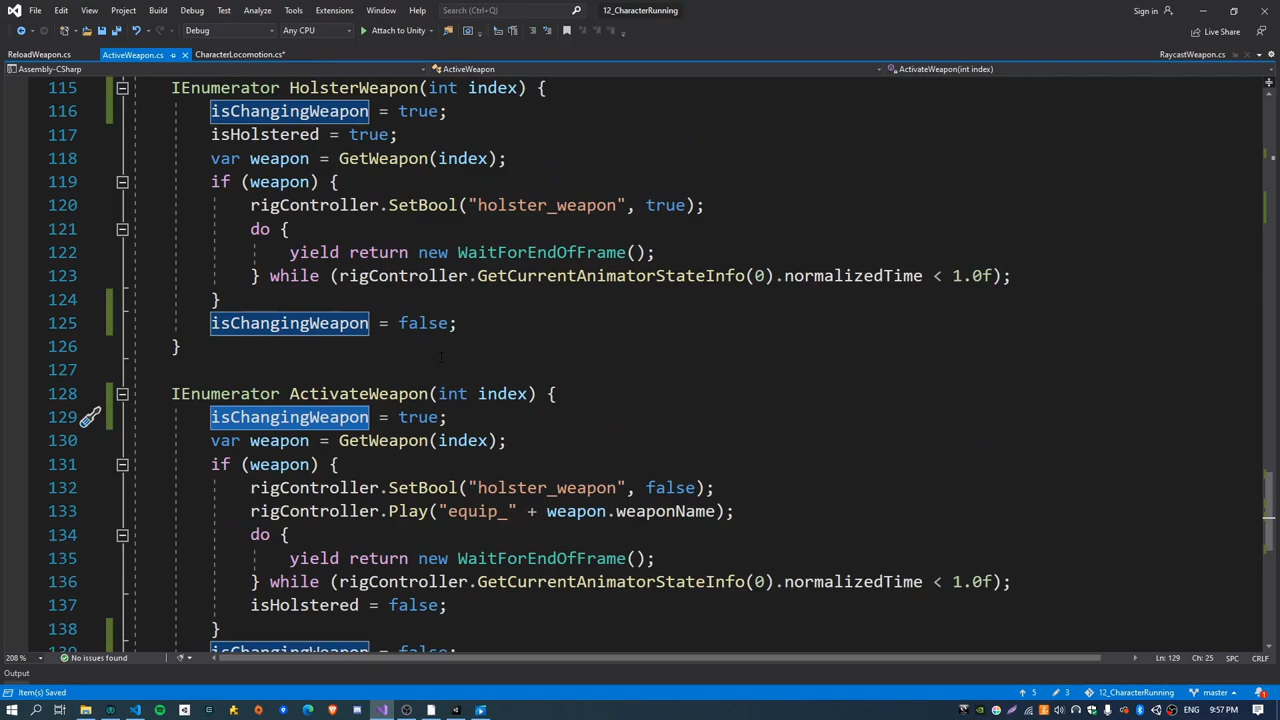 File Edit View Project Build Debug Test Analyze Tools Extensions Window Help Search (Ctrl+Q) 12_CharacterRunning Sign in
Debug Any CPU Attach to Unity Live Share
ReloadWeapon.cs ActiveWeapon.cs CharacterLocomotion.cs* RaycastWeapon.cs
Assembly-CSharp ActiveWeapon ActivateWeapon(int index)
115 IEnumerator HolsterWeapon(int index) {
116 isChangingWeapon = true;
117 isHolstered = true;
118 var weapon = GetWeapon(index);
119 if (weapon) {
120 rigController.SetBool("holster_weapon", true);
121 do {
122 yield return new WaitForEndOfFrame();
123 } while (rigController.GetCurrentAnimatorStateInfo(0).normalizedTime < 1.0f);
124 }
125 isChangingWeapon = false;
126 }
127
128 IEnumerator ActivateWeapon(int index) {
129 isChangingWeapon = true;
130 var weapon = GetWeapon(index);
131 if (weapon) {
132 rigController.SetBool("holster_weapon", false);
133 rigController.Play("equip_" + weapon.weaponName);
134 do {
135 yield return new WaitForEndOfFrame();
136 } while (rigController.GetCurrentAnimatorStateInfo(0).normalizedTime < 1.0f);
137 isHolstered = false;
138 }
139 isChangingWeapon = false;
208 % No issues found Ln: 129 Ch: 25 SPC CRLF
Output
Item(s) Saved 5 3 12_CharacterRunning master
ENG 9:57 PM